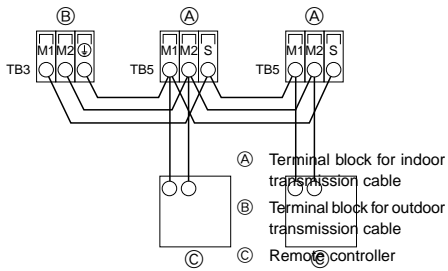 Ⓑ Ⓐ Ⓐ
M1 M2 ⏚ M1 M2 S M1 M2 S
TB3 TB5 TB5
Ⓐ Terminal block for indoor
transmission cable
Ⓑ Terminal block for outdoor
transmission cable
Ⓒ Remote controller
Ⓒ Ⓒ